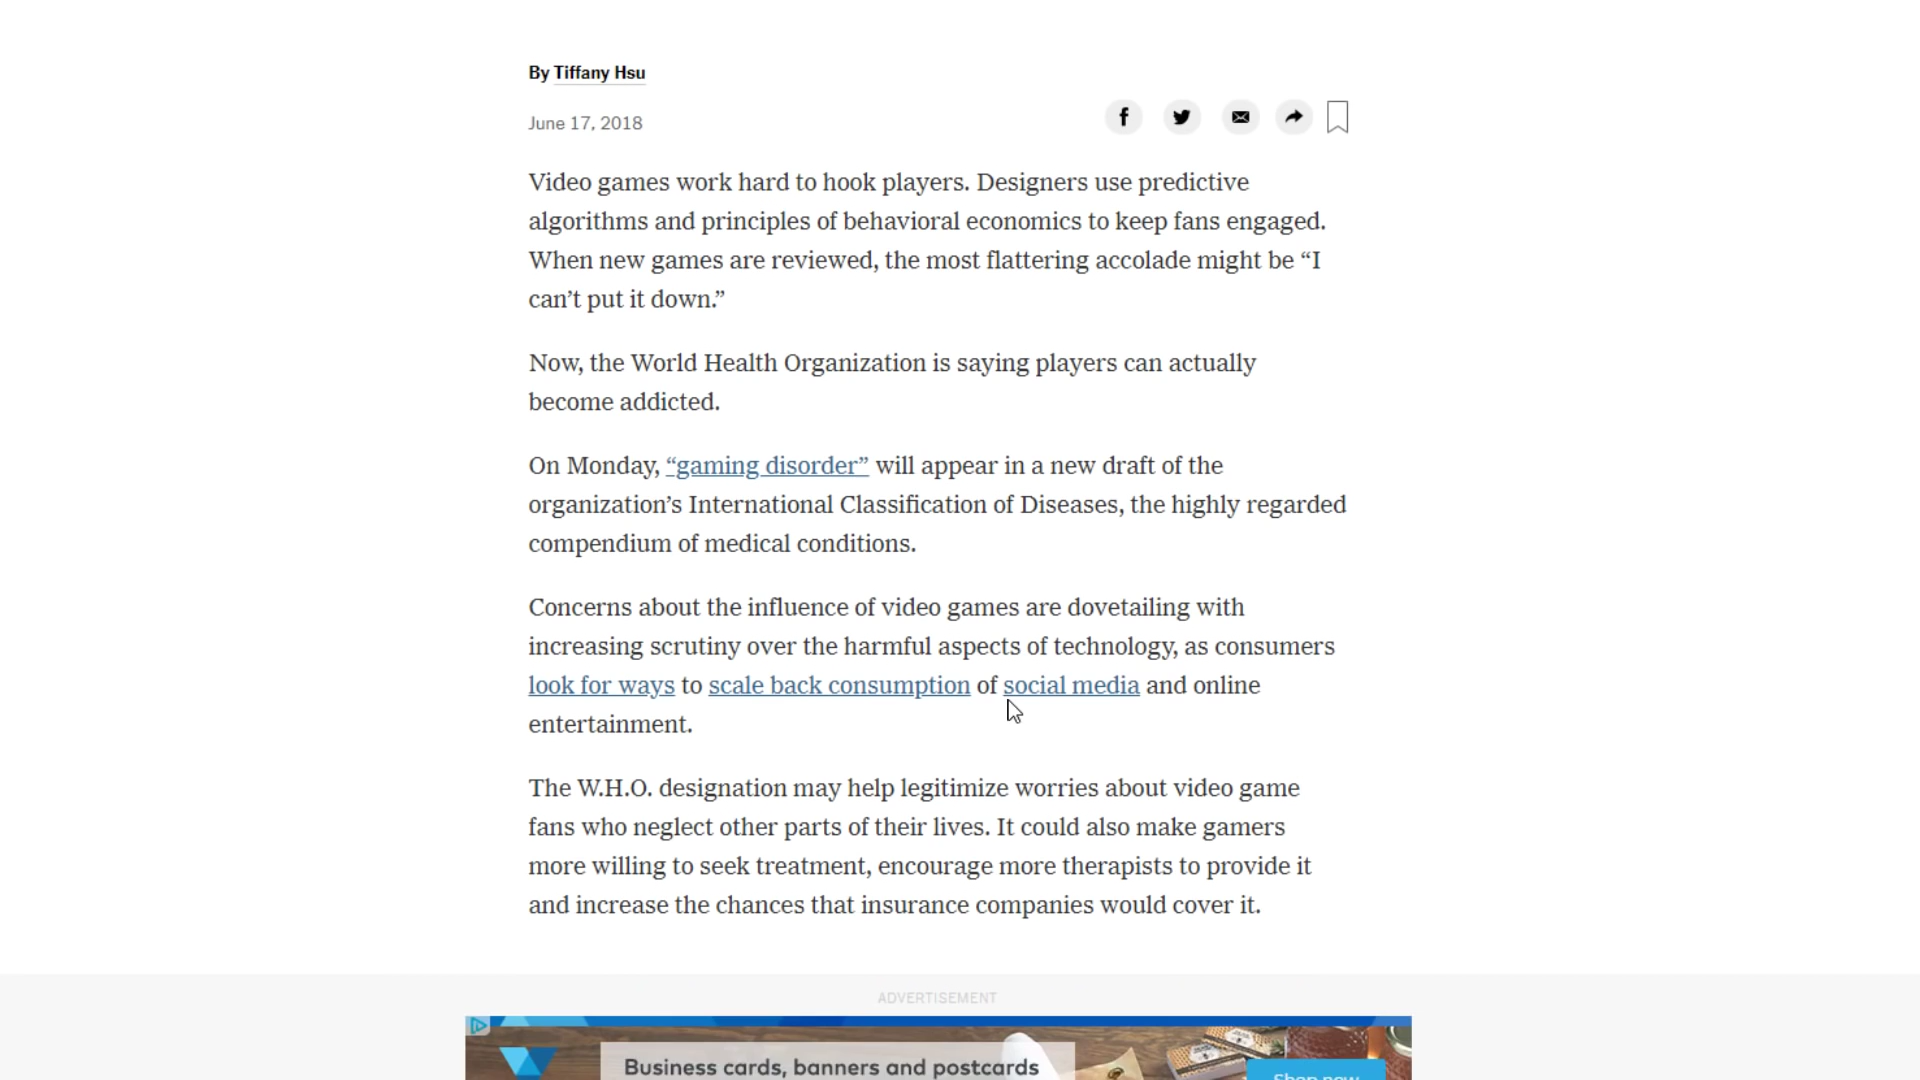 By Tiffany Hsu
June 17, 2018
Video games work hard to hook players. Designers use predictive
algorithms and principles of behavioral economics to keep fans engaged.
When new games are reviewed, the most flattering accolade might be “I
can’t put it down.”
Now, the World Health Organization is saying players can actually
become addicted.
On Monday, “gaming disorder” will appear in a new draft of the
organization’s International Classification of Diseases, the highly regarded
compendium of medical conditions.
Concerns about the influence of video games are dovetailing with
increasing scrutiny over the harmful aspects of technology, as consumers
look for ways to scale back consumption of social media and online
entertainment.
The W.H.O. designation may help legitimize worries about video game
fans who neglect other parts of their lives. It could also make gamers
more willing to seek treatment, encourage more therapists to provide it
and increase the chances that insurance companies would cover it.
ADVERTISEMENT
Business cards, banners and postcards
Shop now